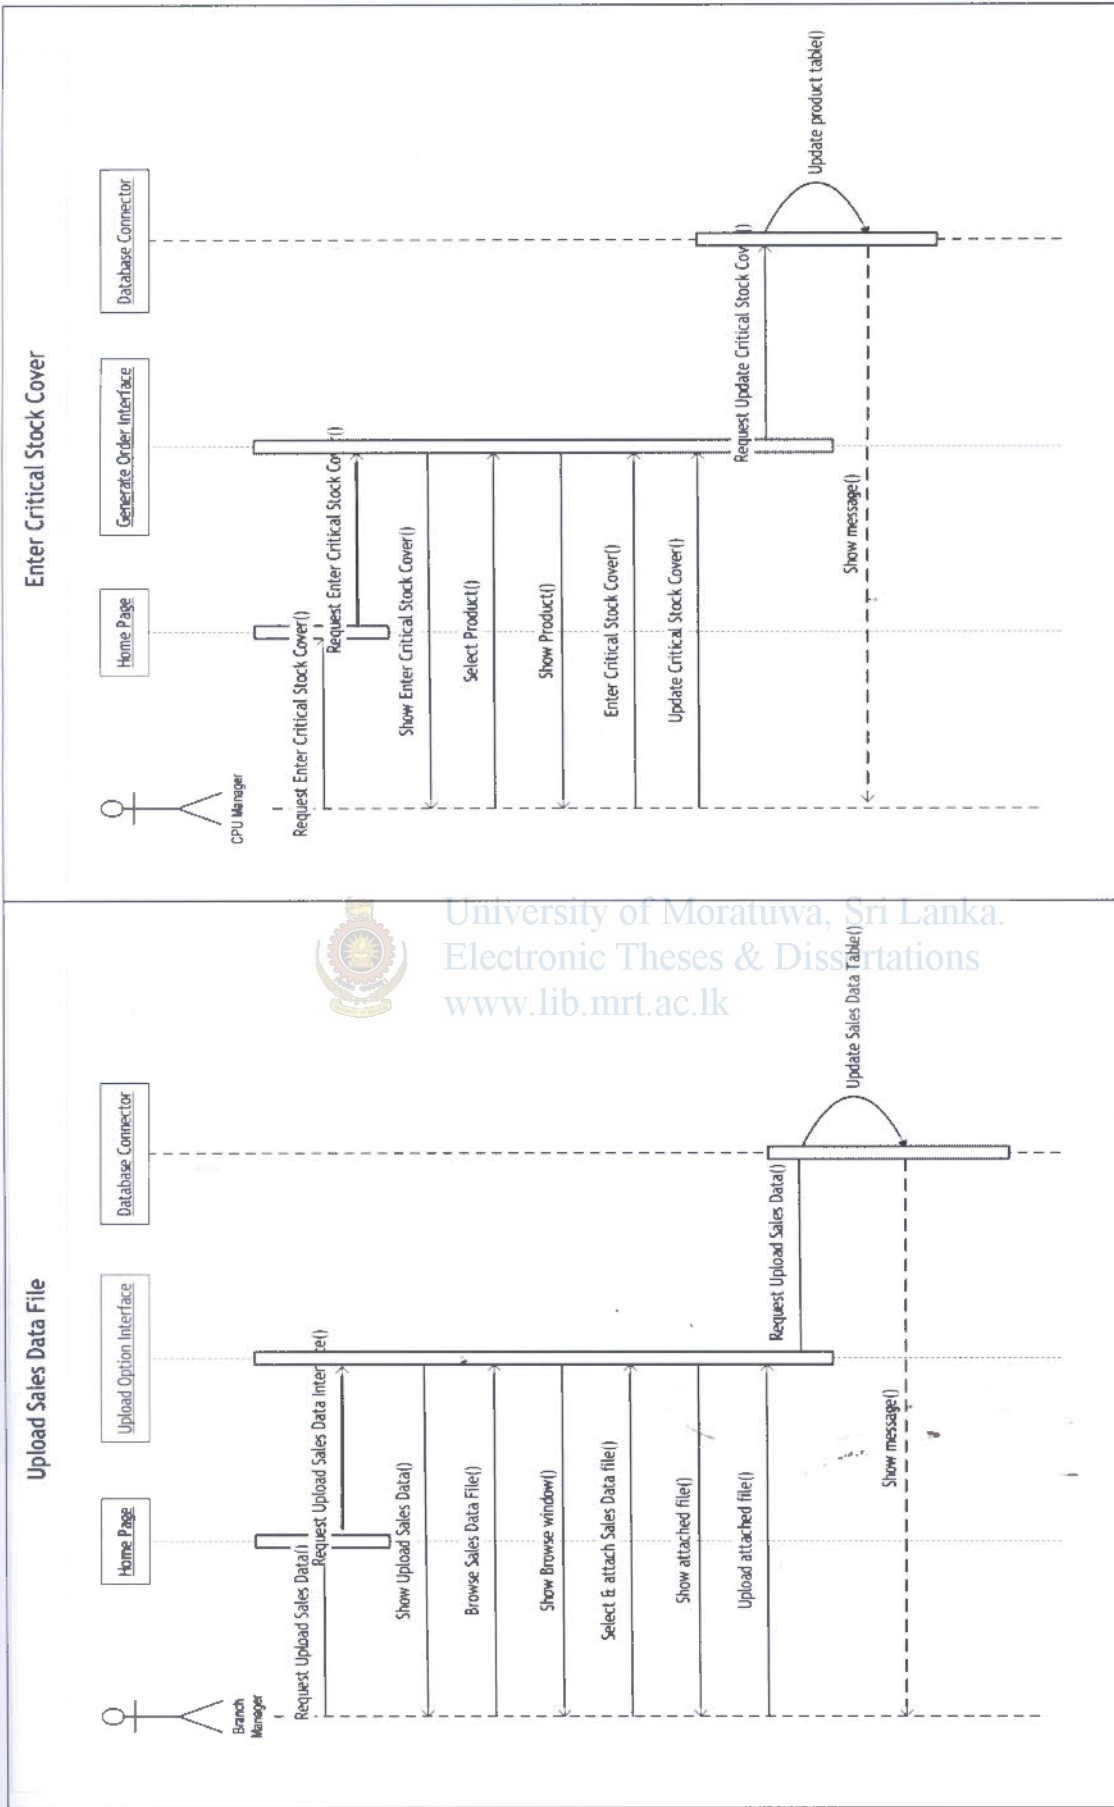 Upload Sales Data File
Branch
Manager
Home Page
Upload Option Interface
Database Connector
Request Upload Sales Data()
Request Upload Sales Data Inter ce()
Show Upload Sales Data()
Browse Sales Data File()
Show Browse window()
Select & attach Sales Data file()
Show attached file()
Upload attached file()
Request Upload Sales Data()
Update Sales Data Table()
Show message()
Enter Critical Stock Cover
CPU Manager
Home Page
Generate Order Interface
Database Connector
Request Enter Critical Stock Cover()
Request Enter Critical Stock Co r()
Show Enter Critical Stock Cover()
Select Product()
Show Product()
Enter Critical Stock Cover()
Update Critical Stock Cover()
Request Update Critical Stock Cov ()
Update product table()
Show message()
University of Moratuwa, Sri Lanka.
Electronic Theses & Dissertations
www.lib.mrt.ac.lk